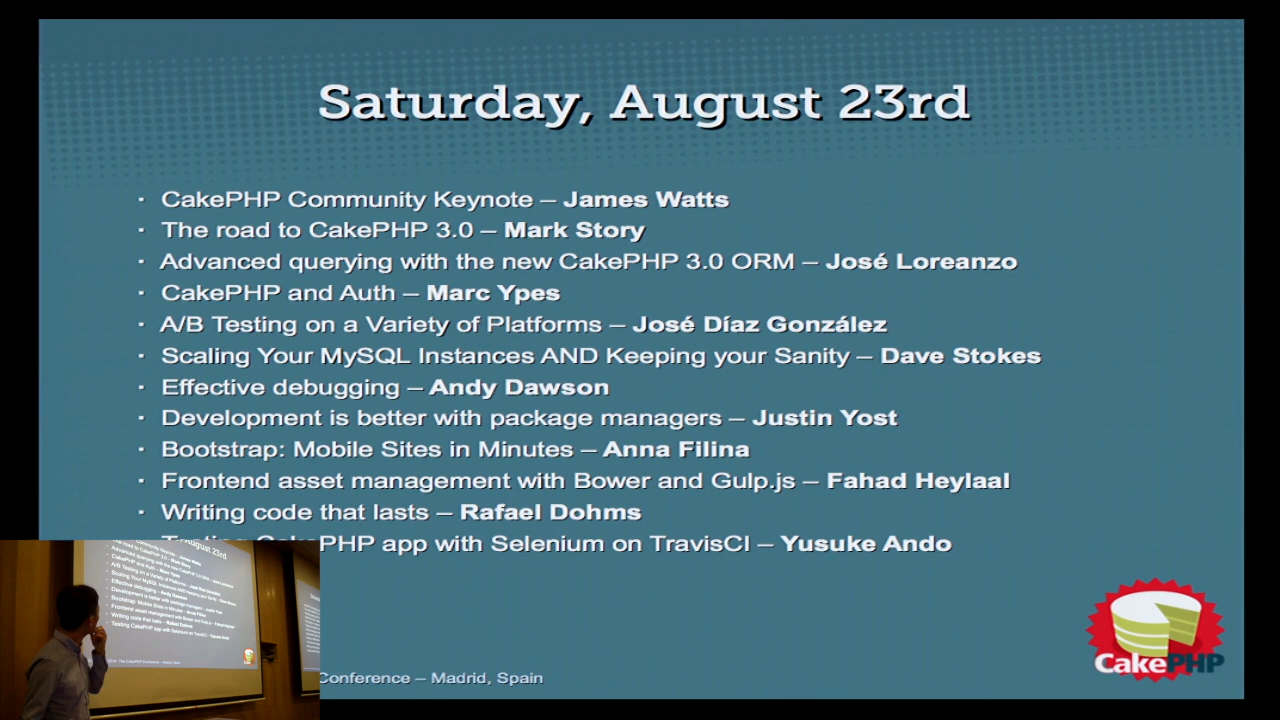 Saturday, August 23rd
· CakePHP Community Keynote – James Watts
· The road to CakePHP 3.0 – Mark Story
· Advanced querying with the new CakePHP 3.0 ORM – José Loreanzo
· CakePHP and Auth – Marc Ypes
· A/B Testing on a Variety of Platforms – José Díaz González
· Scaling Your MySQL Instances AND Keeping your Sanity – Dave Stokes
· Effective debugging – Andy Dawson
· Development is better with package managers – Justin Yost
· Bootstrap: Mobile Sites in Minutes – Anna Filina
· Frontend asset management with Bower and Gulp.js – Fahad Heylaal
· Writing code that lasts – Rafael Dohms
Testing CakePHP app with Selenium on TravisCI – Yusuke Ando
Conference – Madrid, Spain
CakePHP